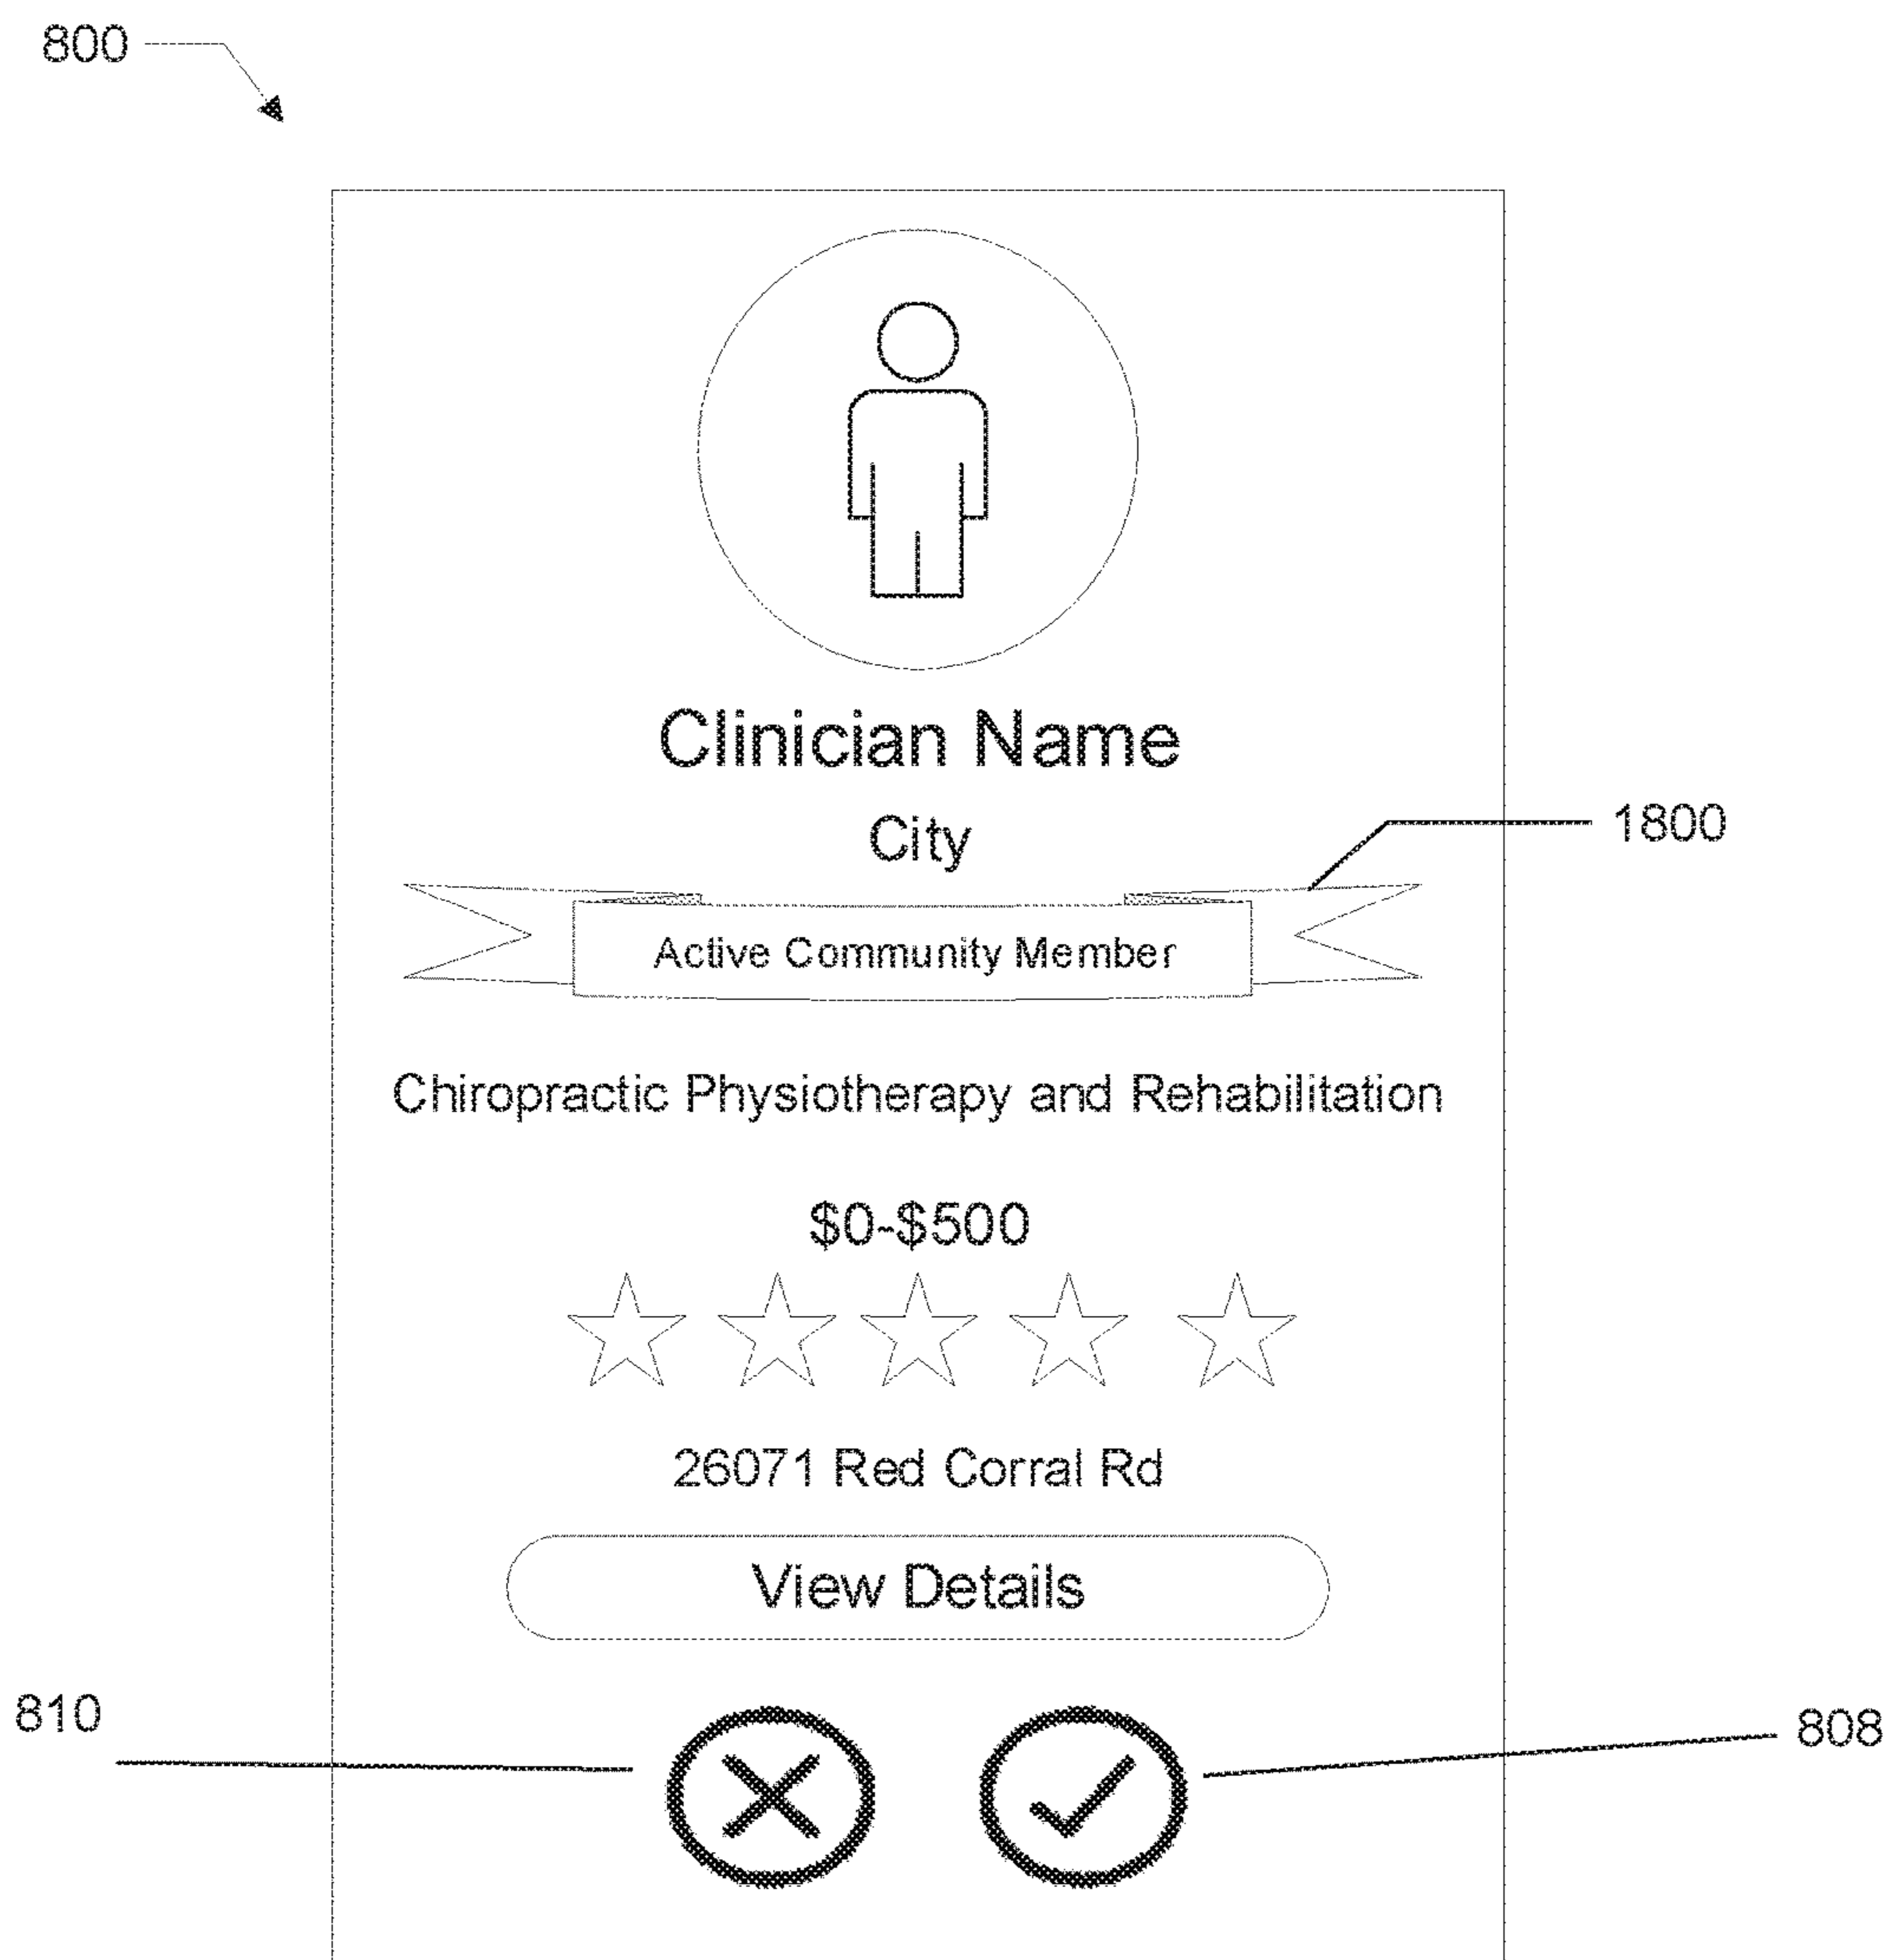 800
Clinician Name
City
1800
Active Community Member
Chiropractic Physiotherapy and Rehabilitation
$0-$500
26071 Red Corral Rd
View Details
810
808